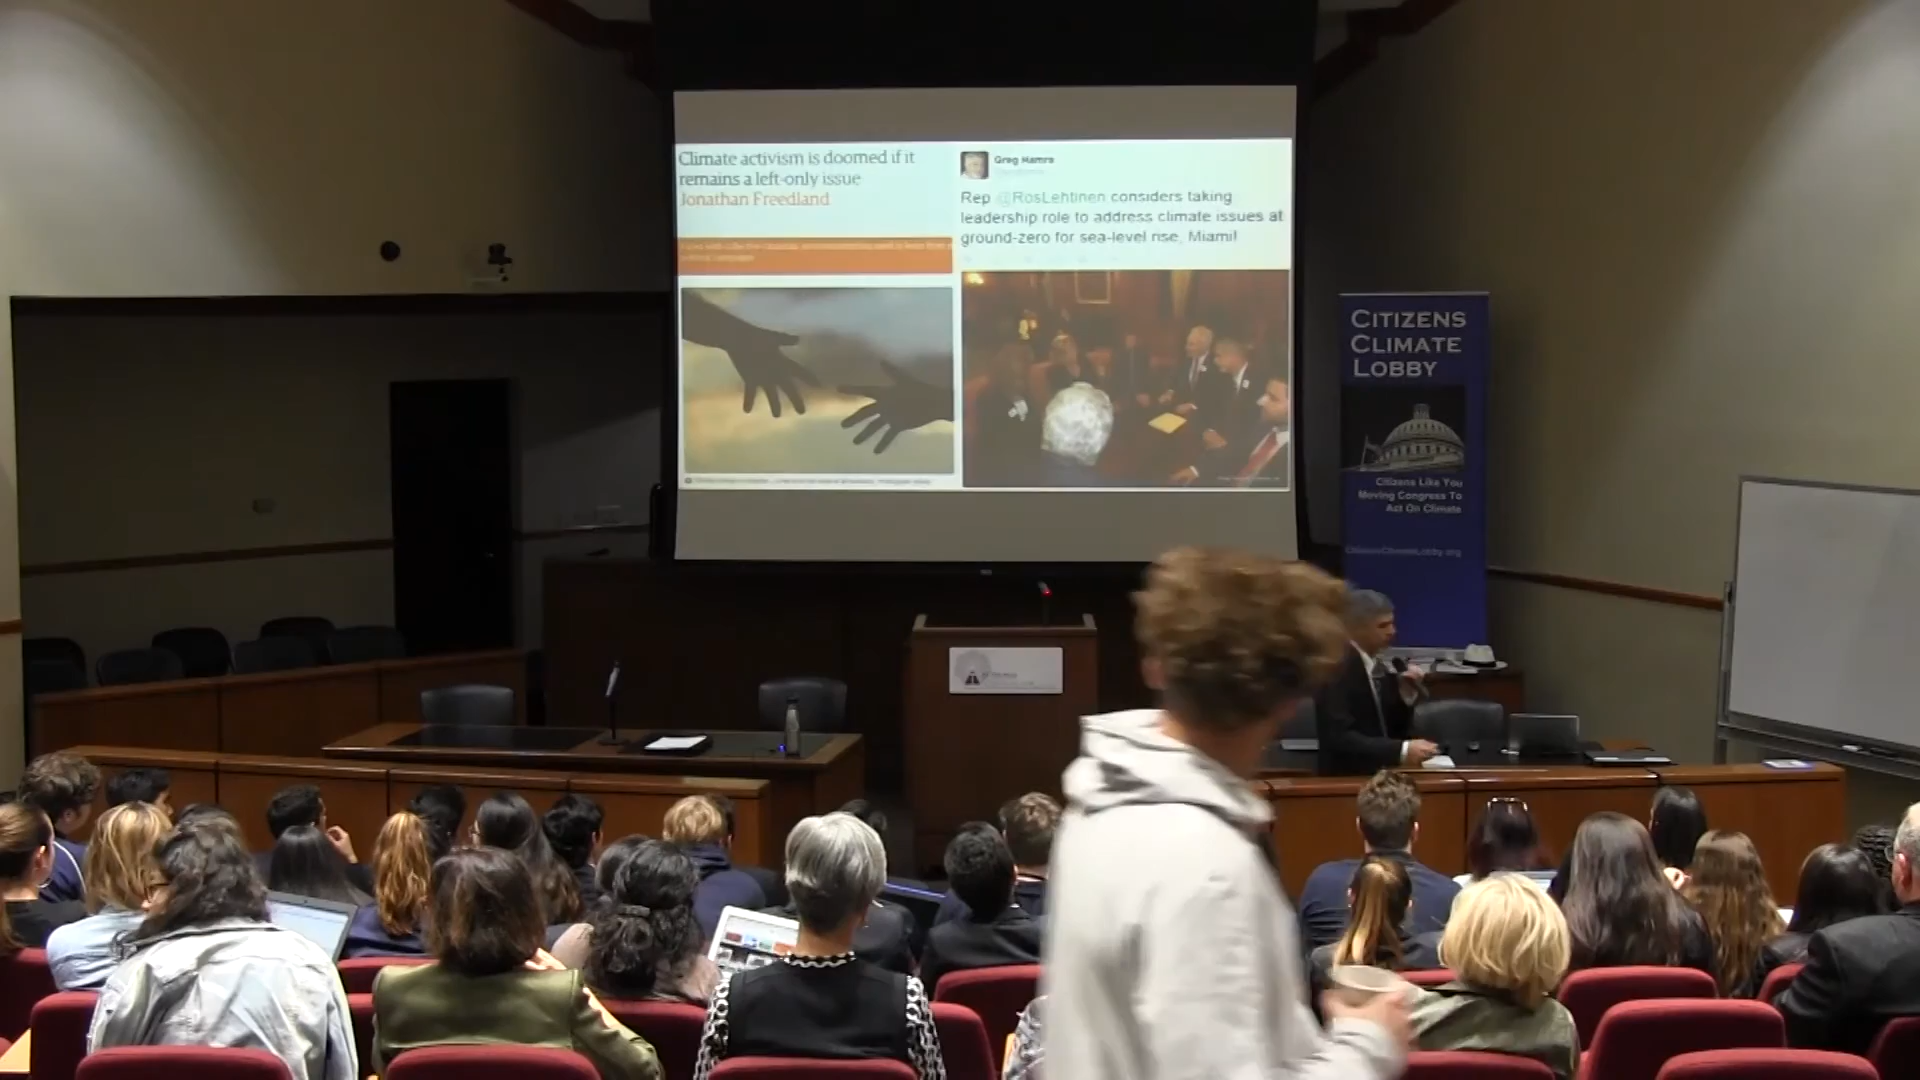 Climate activism is doomed if it
remains a left-only issue
Jonathan Freedland
Greg Hamra
Rep @RosLehtinen considers taking
leadership role to address climate issues at
ground-zero for sea-level rise, Miami!
CITIZENS
CLIMATE
LOBBY
Citizens Like You
Moving Congress To
Act On Climate
CitizensClimateLobby.org